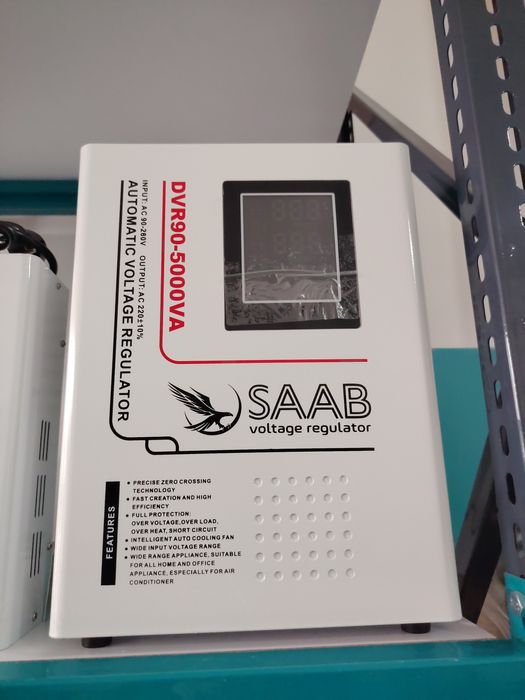 DVR90-5000VA
INPUT: AC 90-280V OUTPUT: AC 220±10%
AUTOMATIC VOLTAGE REGULATOR
SAAB
voltage regulator
FEATURES
• PRECISE ZERO CROSSING
TECHNOLOGY
• FAST CREATION AND HIGH
EFFICIENCY
• FULL PROTECTION:
OVER VOLTAGE,OVER LOAD,
OVER HEAT, SHORT CIRCUIT
• INTELLIGENT AUTO COOLING FAN
• WIDE INPUT VOLTAGE RANGE
• WIDE RANGE APPLIANCE, SUITABLE
FOR ALL HOME AND OFFICE
APPLIANCE, ESPECIALLY FOR AIR
CONDITIONER